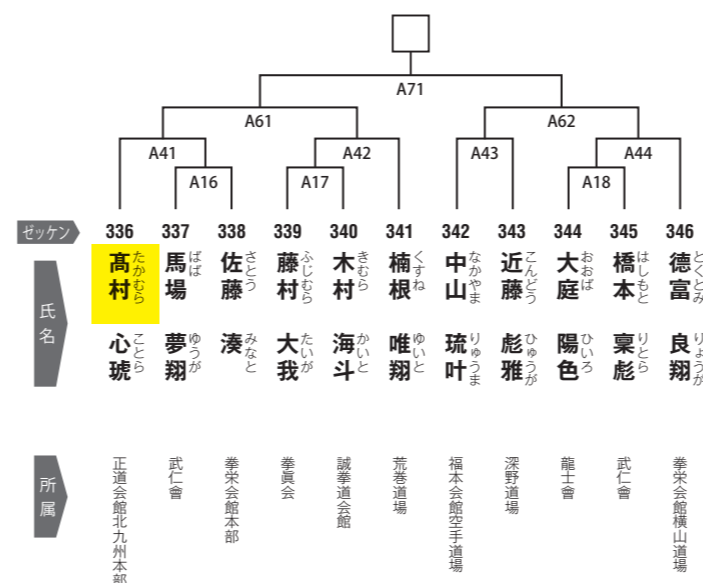 A71
A61
A62
A41
A42
A43
A44
A16
A17
A18
ゼッケン
336
337
338
339
340
341
342
343
344
345
346
氏名
髙村 心琥
たかむら ことら
馬場 夢翔
ばば ゆうが
佐藤 湊
さとう みなと
藤村 大我
ふじむら たいが
木村 海斗
きむら かいと
楠根 唯翔
くすね ゆいと
中山 琉叶
なかやま りゅうま
近藤 彪雅
こんどう ひゅうが
大庭 陽色
おおば ひいろ
橋本 稟彪
はしもと りとら
德富 良翔
とくとみ りょうが
所属
正道会館北九州本部
武仁會
拳栄会館本部
拳眞会
誠拳道会館
荒巻道場
福本会館空手道場
深野道場
龍士會
武仁會
拳栄会館横山道場